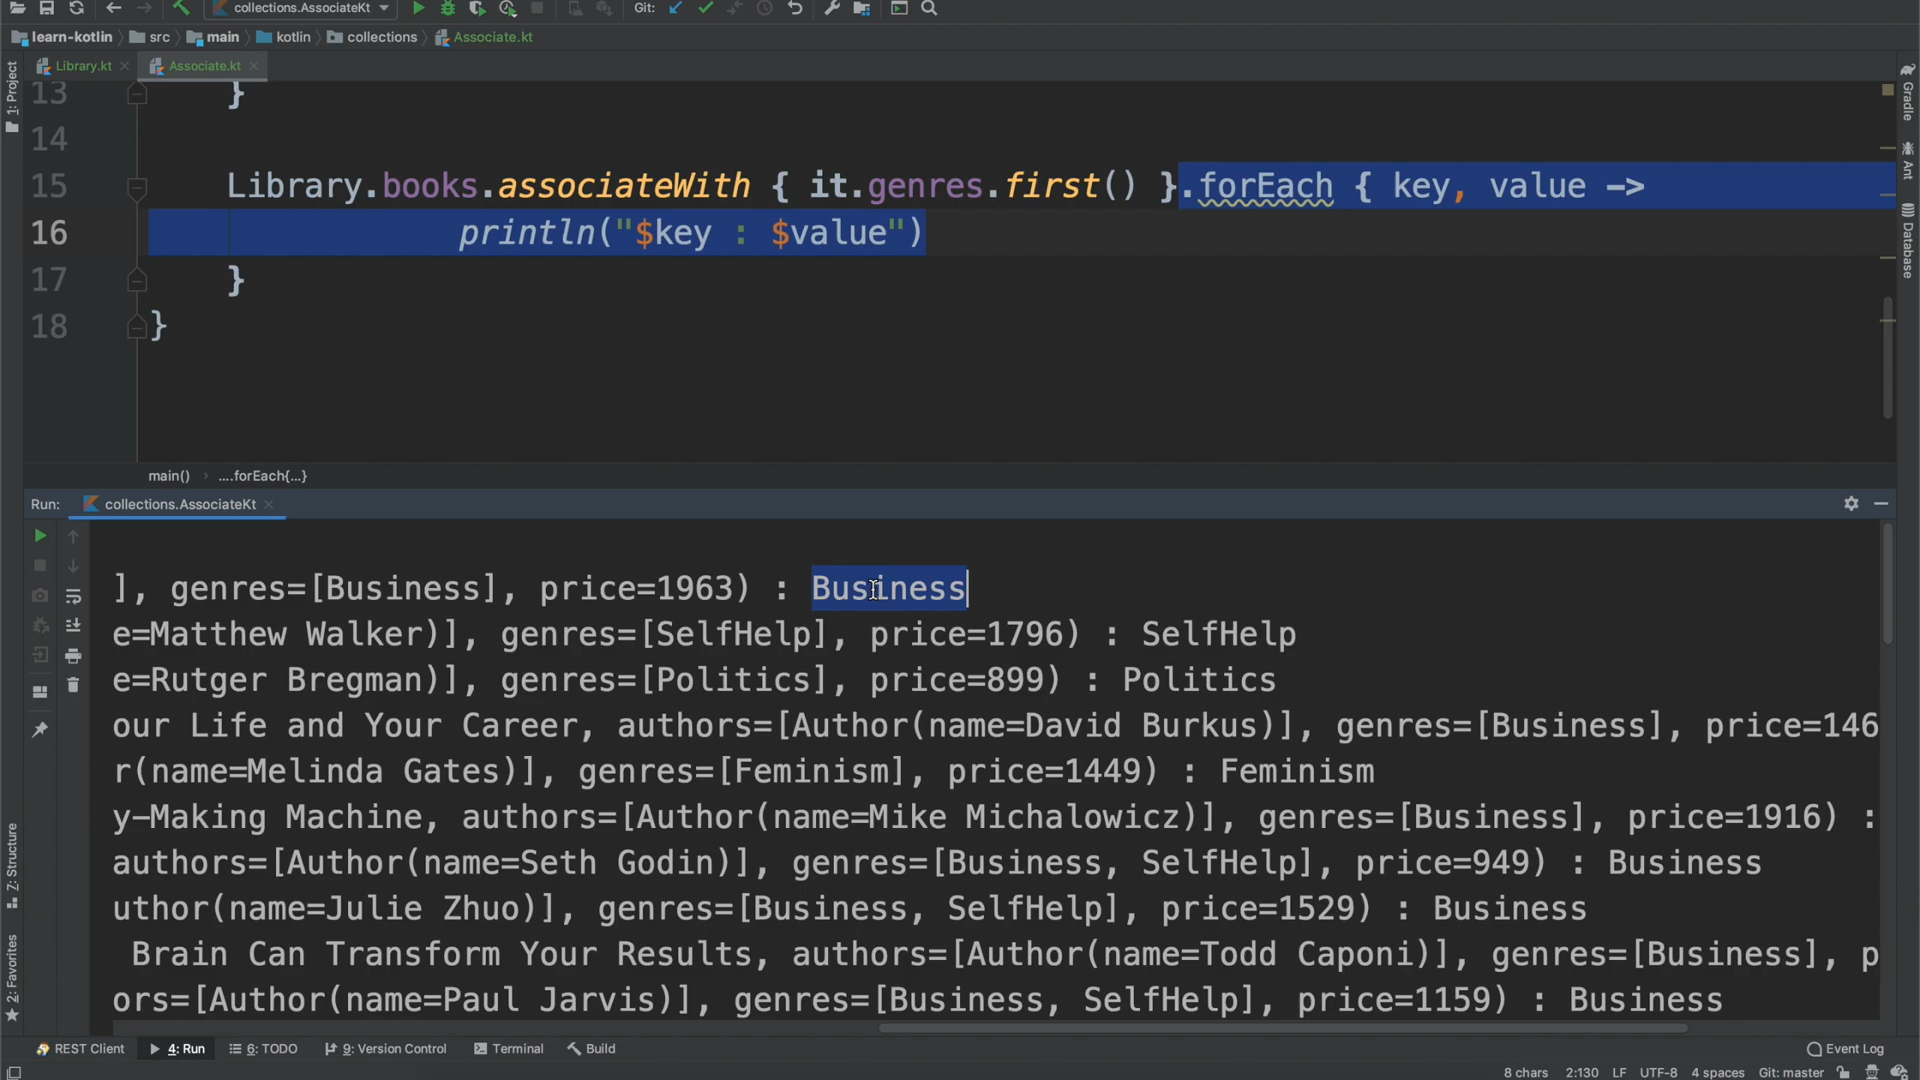 collections.AssociateKt
Git:
learn-kotlin
src
main
kotlin
collections
Associate.kt
Library.kt
Associate.kt
1: Project
Gradle
Ant
Database
13 }
14
15 Library.books.associateWith { it.genres.first() }.forEach { key, value ->
16 println("$key : $value")
17 }
18 }
main() › ....forEach{...}
Run: collections.AssociateKt
], genres=[Business], price=1963) : Business
e=Matthew Walker)], genres=[SelfHelp], price=1796) : SelfHelp
e=Rutger Bregman)], genres=[Politics], price=899) : Politics
our Life and Your Career, authors=[Author(name=David Burkus)], genres=[Business], price=146
r(name=Melinda Gates)], genres=[Feminism], price=1449) : Feminism
y-Making Machine, authors=[Author(name=Mike Michalowicz)], genres=[Business], price=1916) :
authors=[Author(name=Seth Godin)], genres=[Business, SelfHelp], price=949) : Business
uthor(name=Julie Zhuo)], genres=[Business, SelfHelp], price=1529) : Business
Brain Can Transform Your Results, authors=[Author(name=Todd Caponi)], genres=[Business], p
ors=[Author(name=Paul Jarvis)], genres=[Business, SelfHelp], price=1159) : Business
Z: Structure
2: Favorites
REST Client
4: Run
6: TODO
9: Version Control
Terminal
Build
Event Log
8 chars
2:130
LF
UTF-8
4 spaces
Git: master